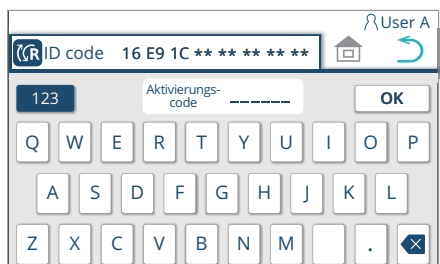 User A
R ID code 16 E9 1C ** ** ** ** **
123 Aktivierungs-
code ______ OK
Q W E R T Y U I O P
A S D F G H J K L
Z X C V B N M .